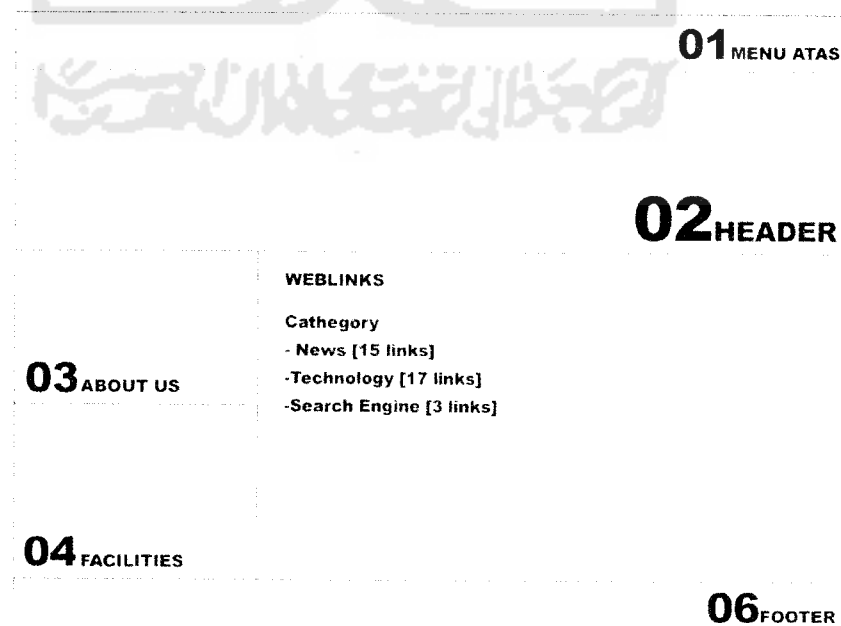 01 MENU ATAS
02 HEADER
WEBLINKS
Cathegory
- News [15 links]
-Technology [17 links]
-Search Engine [3 links]
03 ABOUT US
04 FACILITIES
06 FOOTER